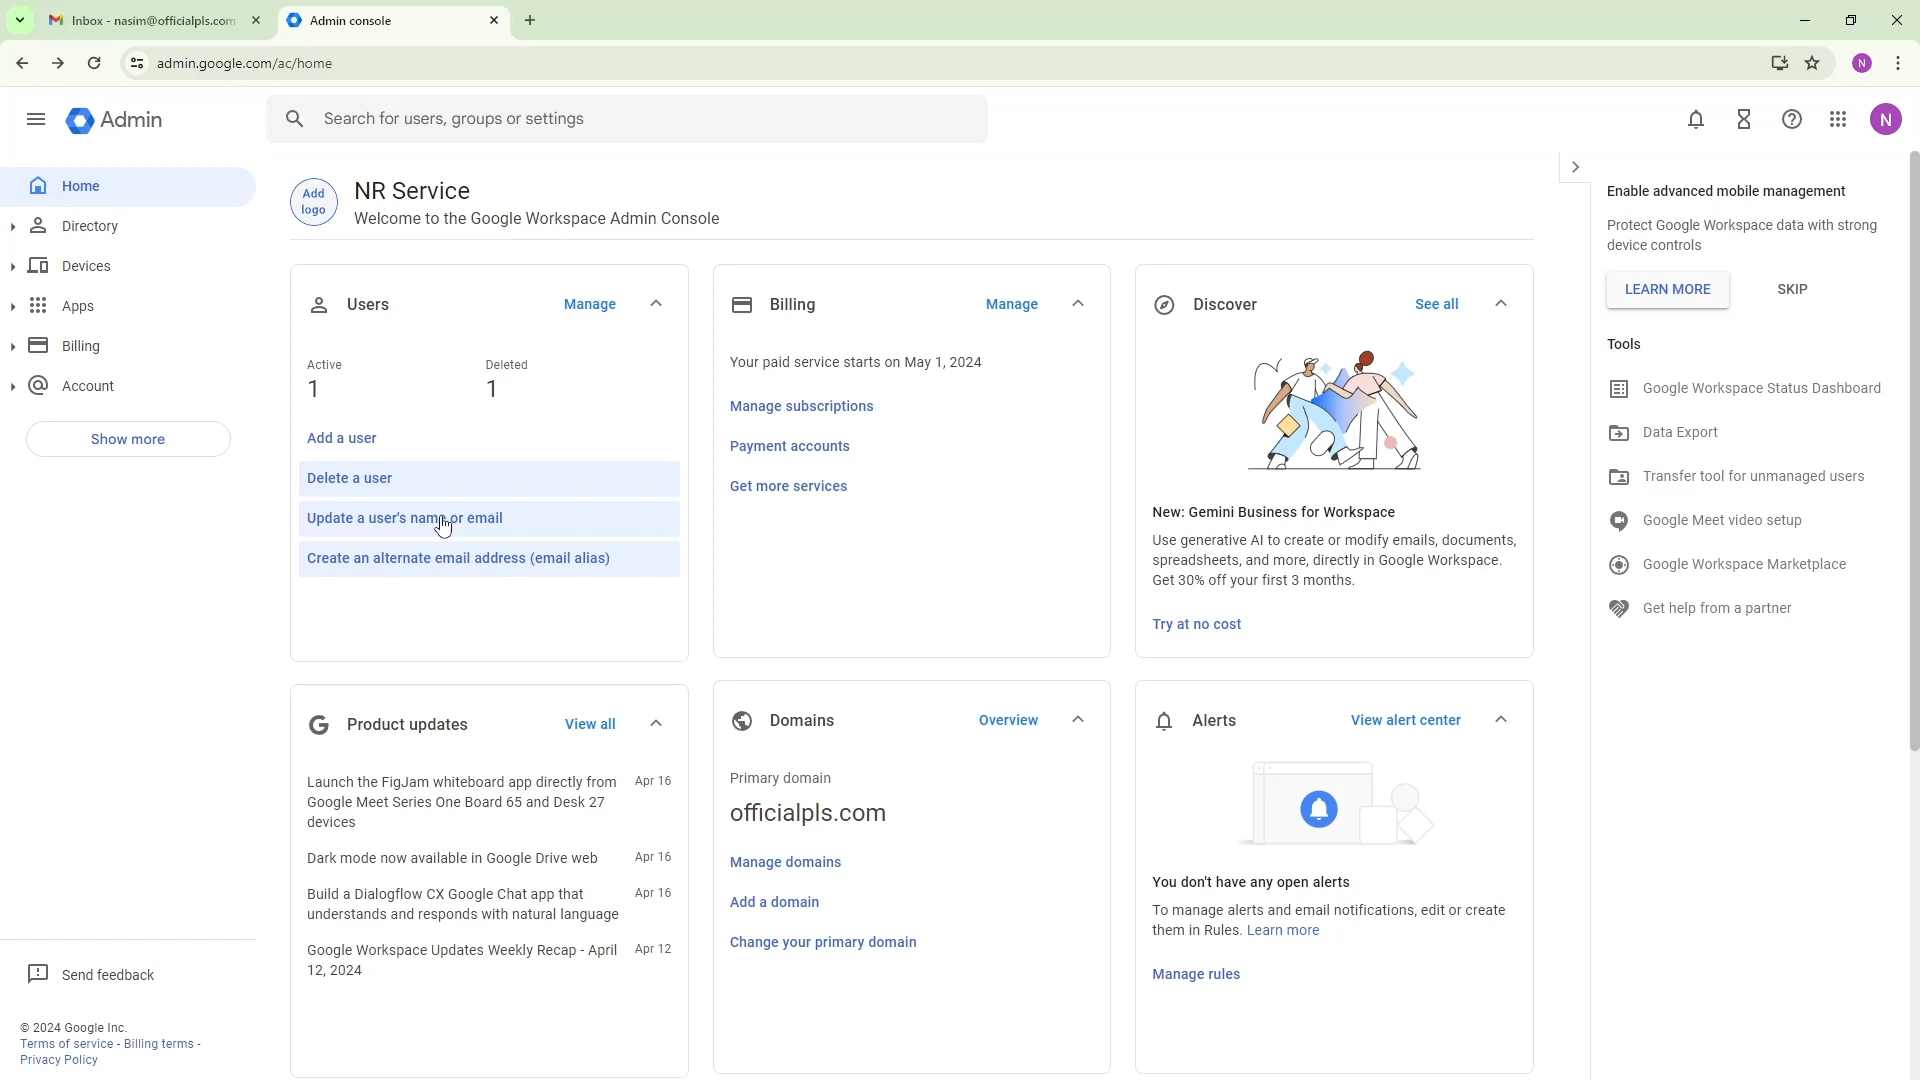 Inbox - nasim@officialpls.com
Admin console
admin.google.com/ac/home
N
Admin
Search for users, groups or settings
N
Home
Directory
Devices
Apps
Billing
Account
Show more
Send feedback
© 2024 Google Inc.
Terms of service - Billing terms -
Privacy Policy
Add
logo
NR Service
Welcome to the Google Workspace Admin Console
Users
Manage
Active
Deleted
1
1
Add a user
Delete a user
Update a user's name or email
Create an alternate email address (email alias)
Billing
Manage
Your paid service starts on May 1, 2024
Manage subscriptions
Payment accounts
Get more services
Discover
See all
New: Gemini Business for Workspace
Use generative AI to create or modify emails, documents,
spreadsheets, and more, directly in Google Workspace.
Get 30% off your first 3 months.
Try at no cost
Product updates
View all
Launch the FigJam whiteboard app directly from
Google Meet Series One Board 65 and Desk 27
devices
Apr 16
Dark mode now available in Google Drive web
Apr 16
Build a Dialogflow CX Google Chat app that
understands and responds with natural language
Apr 16
Google Workspace Updates Weekly Recap - April
12, 2024
Apr 12
Domains
Overview
Primary domain
officialpls.com
Manage domains
Add a domain
Change your primary domain
Alerts
View alert center
You don't have any open alerts
To manage alerts and email notifications, edit or create
them in Rules. Learn more
Manage rules
Enable advanced mobile management
Protect Google Workspace data with strong
device controls
LEARN MORE
SKIP
Tools
Google Workspace Status Dashboard
Data Export
Transfer tool for unmanaged users
Google Meet video setup
Google Workspace Marketplace
Get help from a partner